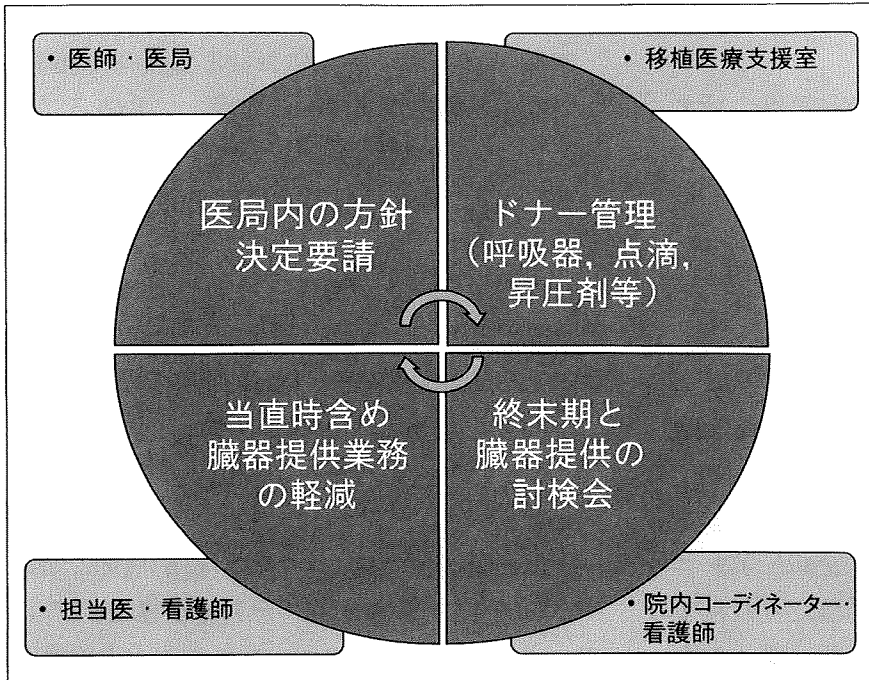 ・医師・医局
・移植医療支援室
医局内の方針
決定要請
ドナー管理
（呼吸器，点滴，
昇圧剤等）
当直時含め
臓器提供業務
の軽減
終末期と
臓器提供の
討検会
・担当医・看護師
・院内コーディネーター・
看護師